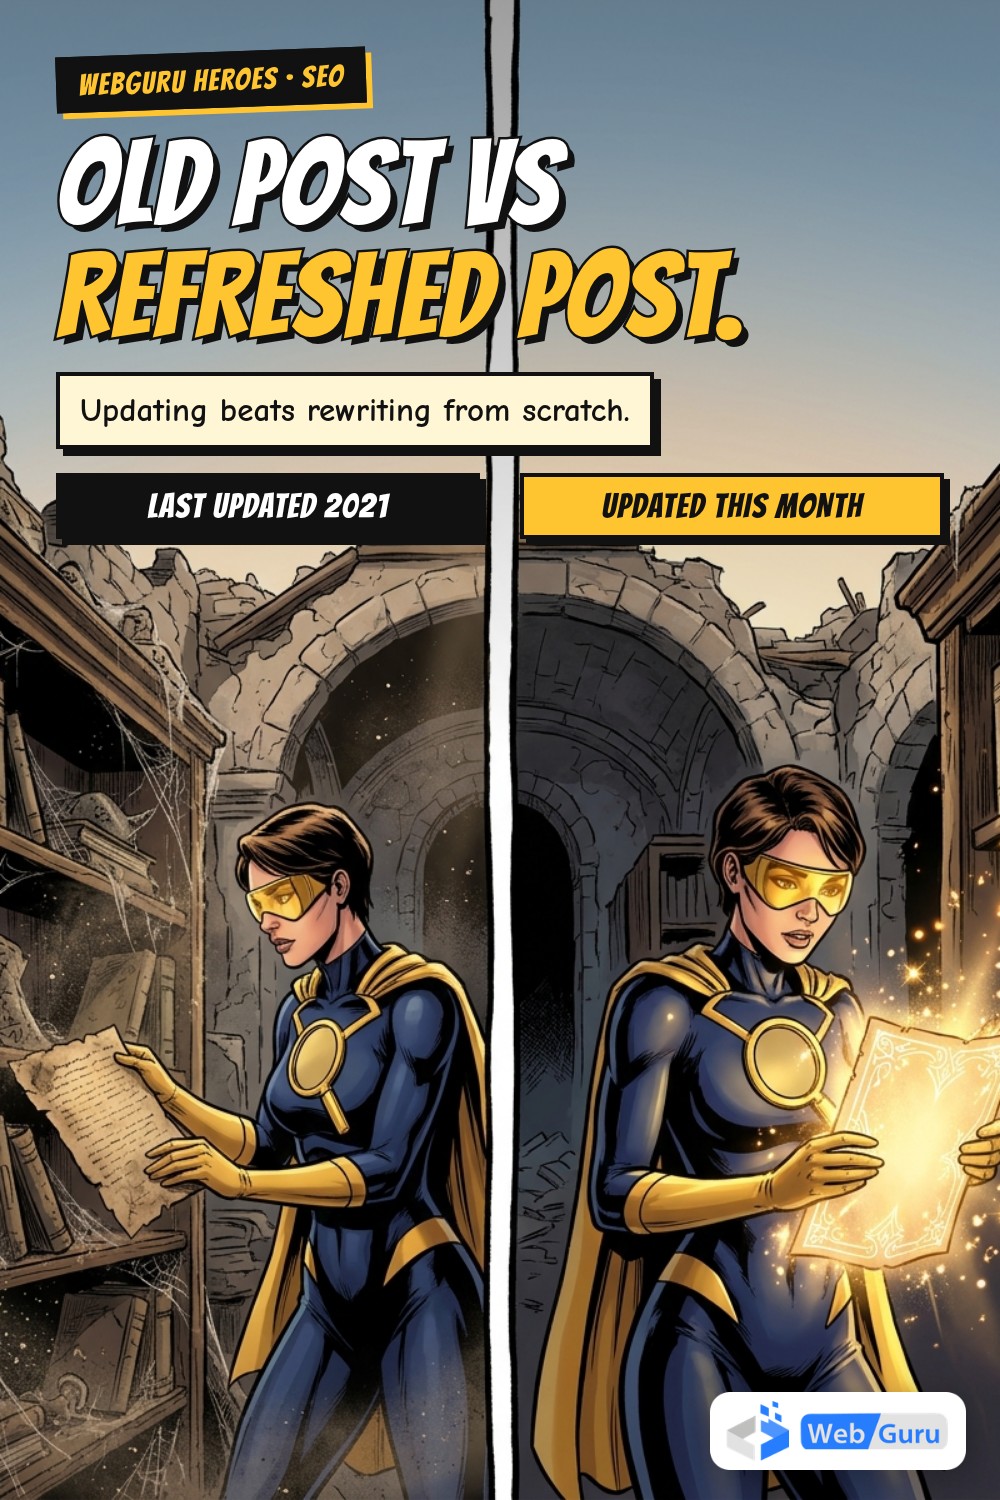 WEBGURU HEROES · SEO
OLD POST VS
REFRESHED POST.
Updating beats rewriting from scratch.
LAST UPDATED 2021
UPDATED THIS MONTH
Web Guru